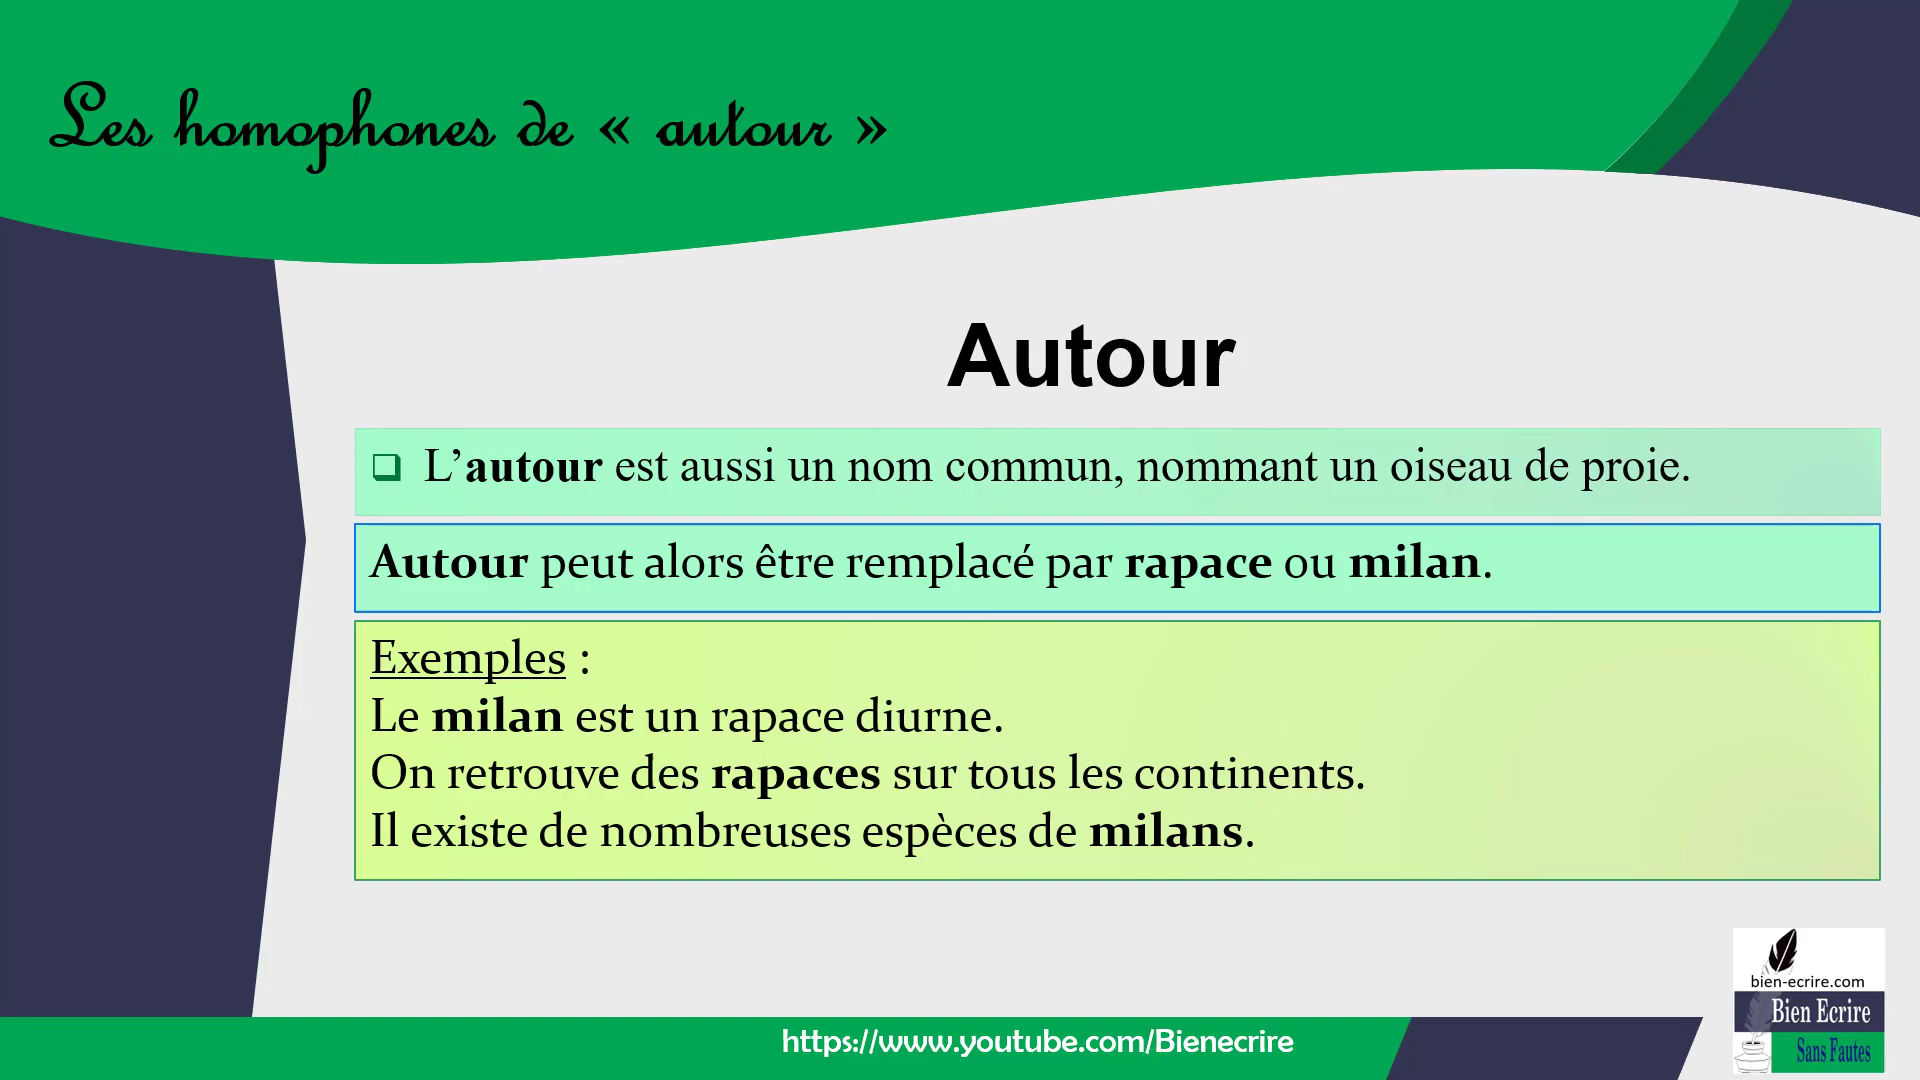 Les homophones de « autour »
Autour
L’autour est aussi un nom commun, nommant un oiseau de proie.
Autour peut alors être remplacé par rapace ou milan.
Exemples :
Le milan est un rapace diurne.
On retrouve des rapaces sur tous les continents.
Il existe de nombreuses espèces de milans.
bien-ecrire.com
Bien Ecrire
Sans Fautes
https://www.youtube.com/Bienecrire